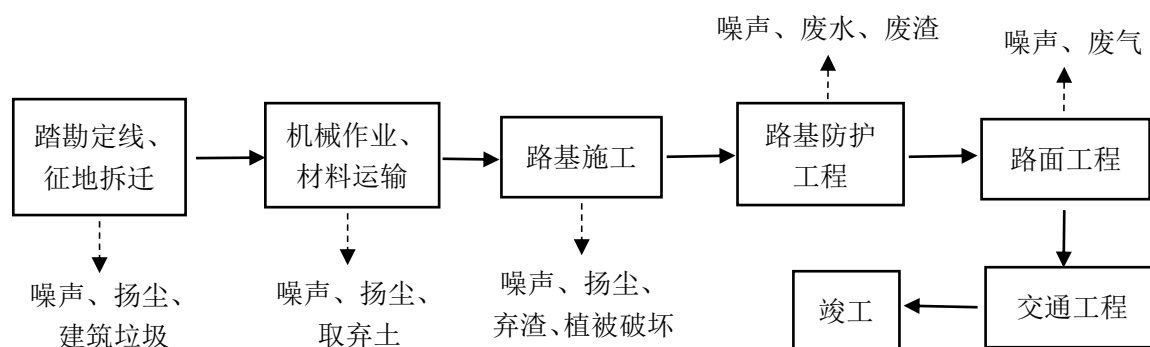 噪声、废水、废渣
噪声、废气
踏勘定线、
征地拆迁
机械作业、
材料运输
路基施工
路基防护
工程
路面工程
噪声、扬尘、
建筑垃圾
噪声、扬尘、
取弃土
噪声、扬尘、
弃渣、植被破坏
竣工
交通工程